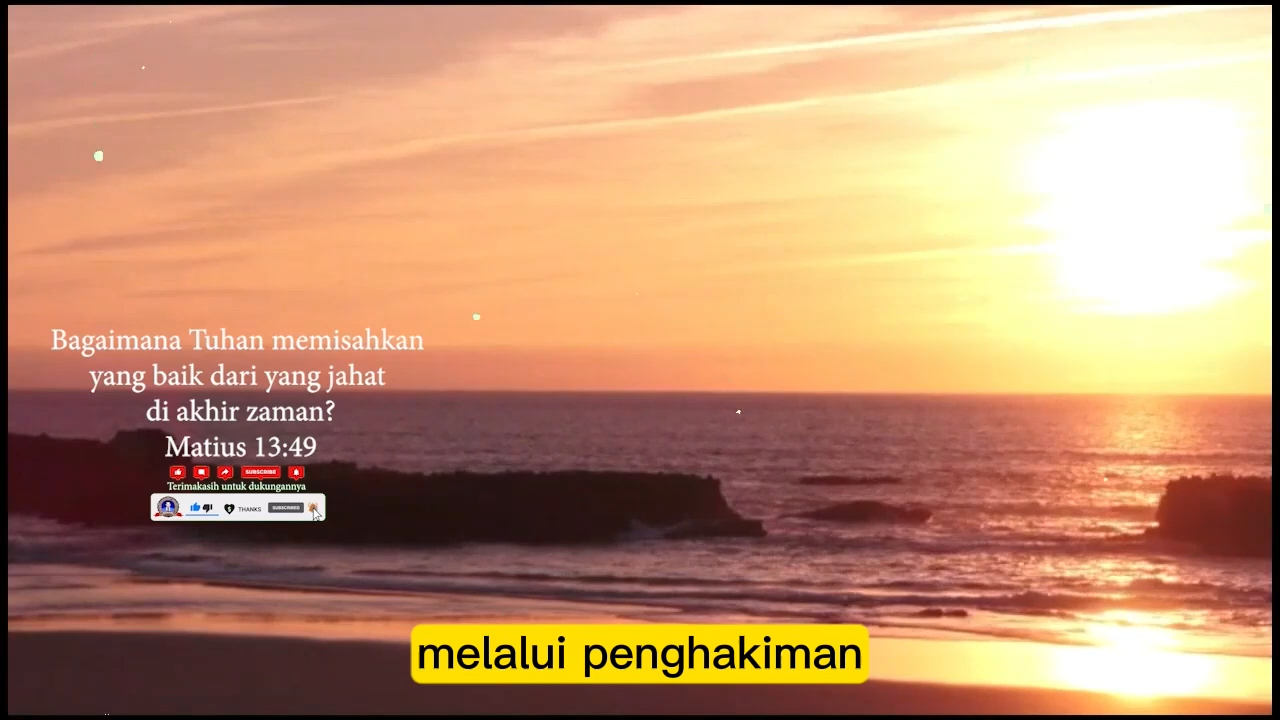 Bagaimana Tuhan memisahkan
yang baik dari yang jahat
di akhir zaman?
Matius 13:49
SUBSCRIBE
Terimakasih untuk dukungannya
THANKS SUBSCRIBED
melalui penghakiman